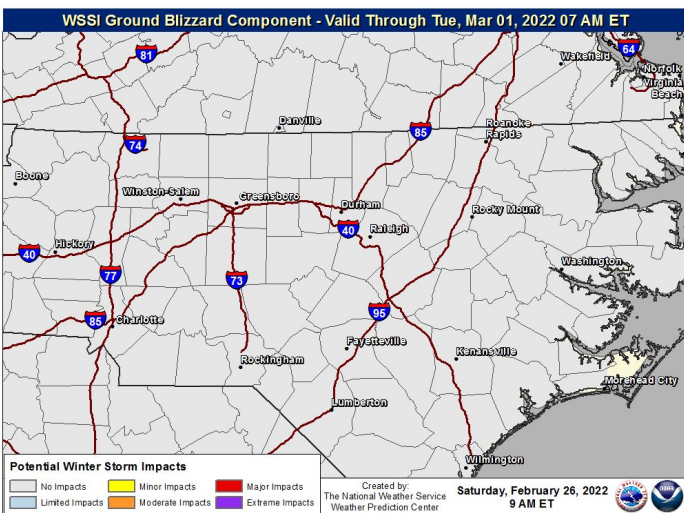 WSSI Ground Blizzard Component - Valid Through Tue, Mar 01, 2022 07 AM ET
81
64
Wakefield
Norfolk
Virginia
Beach
Danville
Roanoke
Rapids
85
74
Boone
Winston-Salem
Greensboro
Durham
Rocky Mount
40
Raleigh
Hickory
40
Washington
77
73
95
85
Charlotte
Fayetteville
Kenansville
Rockingham
Morehead City
Lumberton
Wilmington
Potential Winter Storm Impacts
No Impacts
Minor Impacts
Major Impacts
Limited Impacts
Moderate Impacts
Extreme Impacts
Created by:
The National Weather Service
Weather Prediction Center
Saturday, February 26, 2022
9 AM ET
NOAA